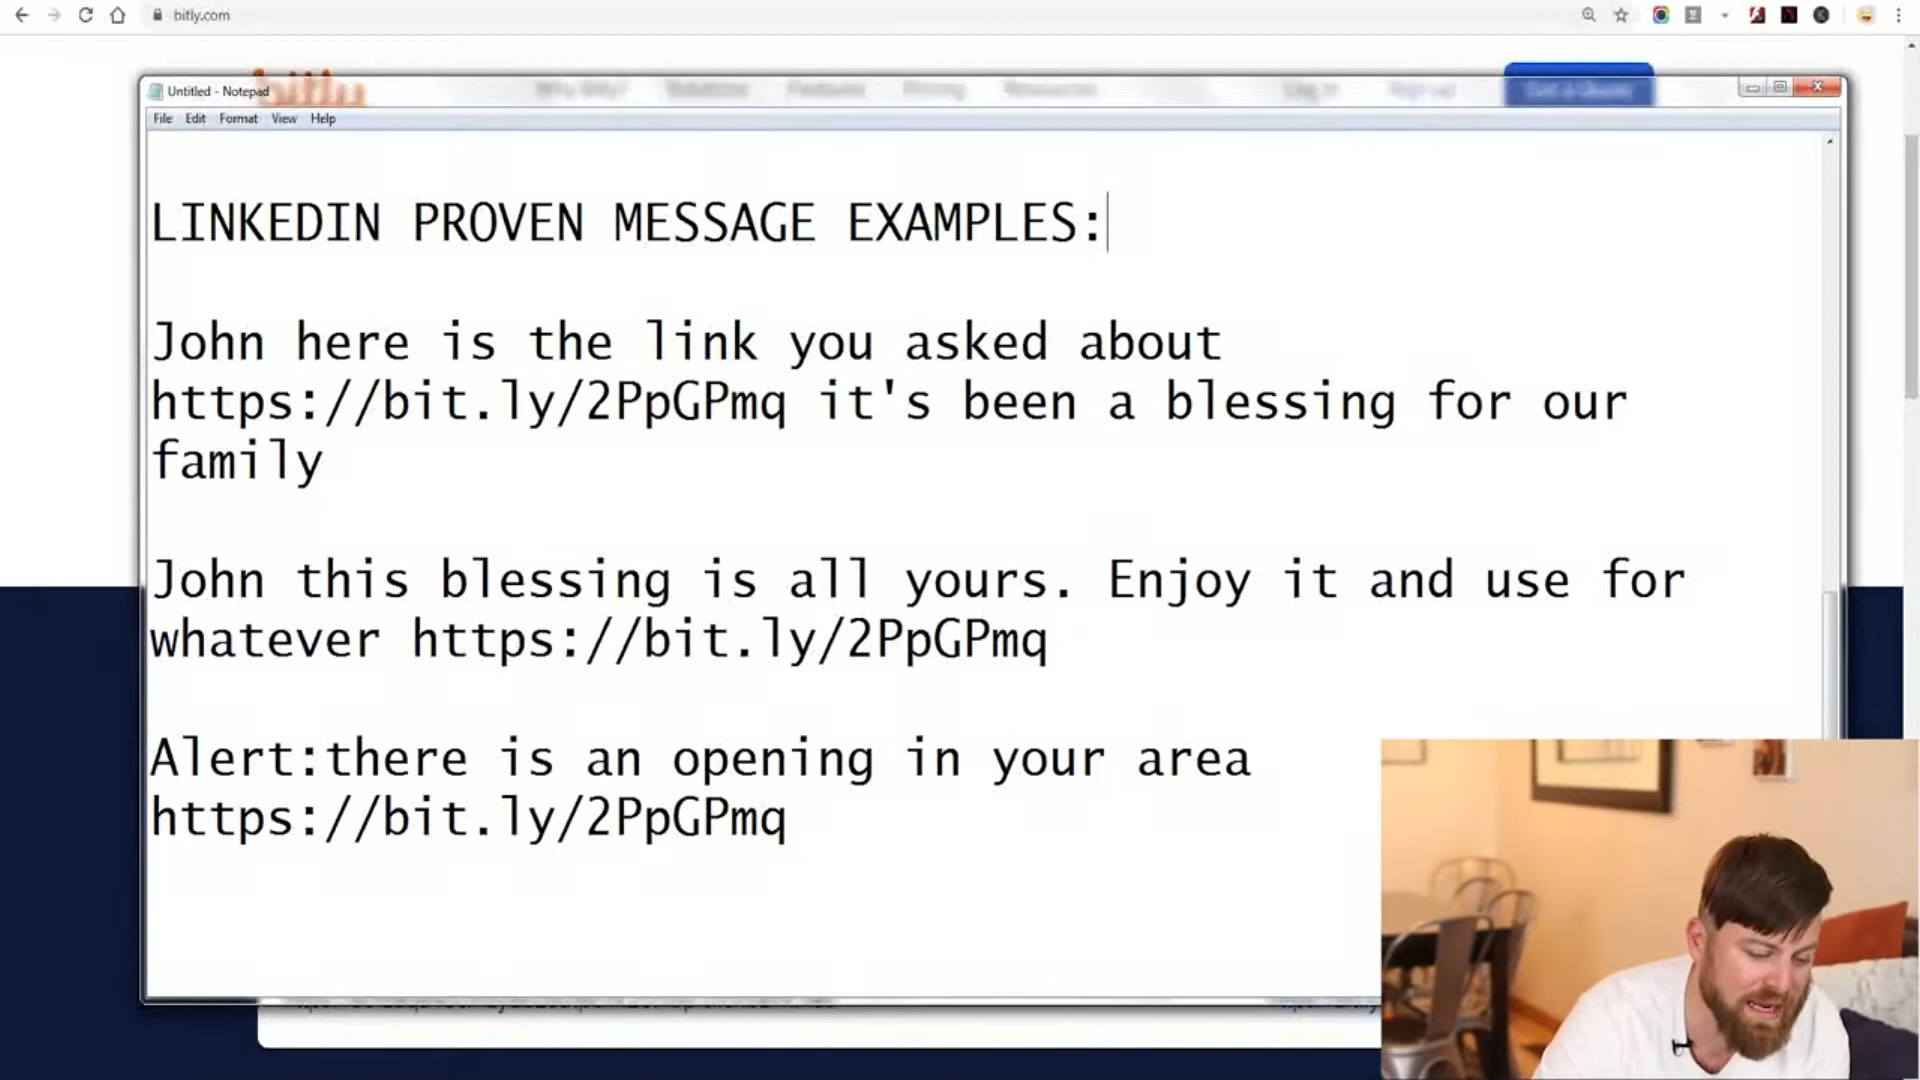 bitly.com
Untitled - Notepad
File Edit Format View Help
LINKEDIN PROVEN MESSAGE EXAMPLES:
John here is the link you asked about
https://bit.ly/2PpGPmq it's been a blessing for our
family
John this blessing is all yours. Enjoy it and use for
whatever https://bit.ly/2PpGPmq
Alert:there is an opening in your area
https://bit.ly/2PpGPmq